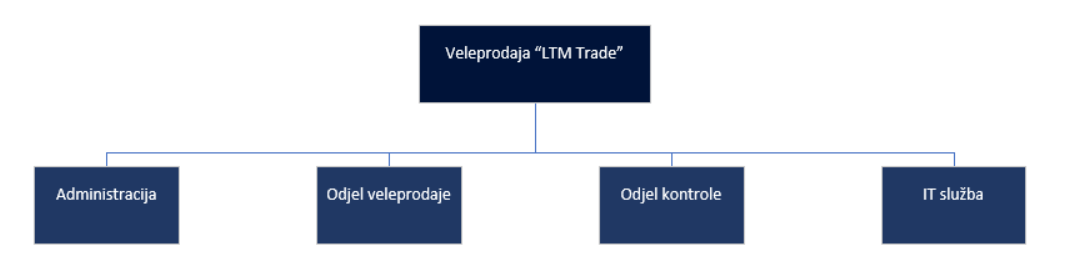 Veleprodaja “LTM Trade”
Administracija
Odjel veleprodaje
Odjel kontrole
IT služba